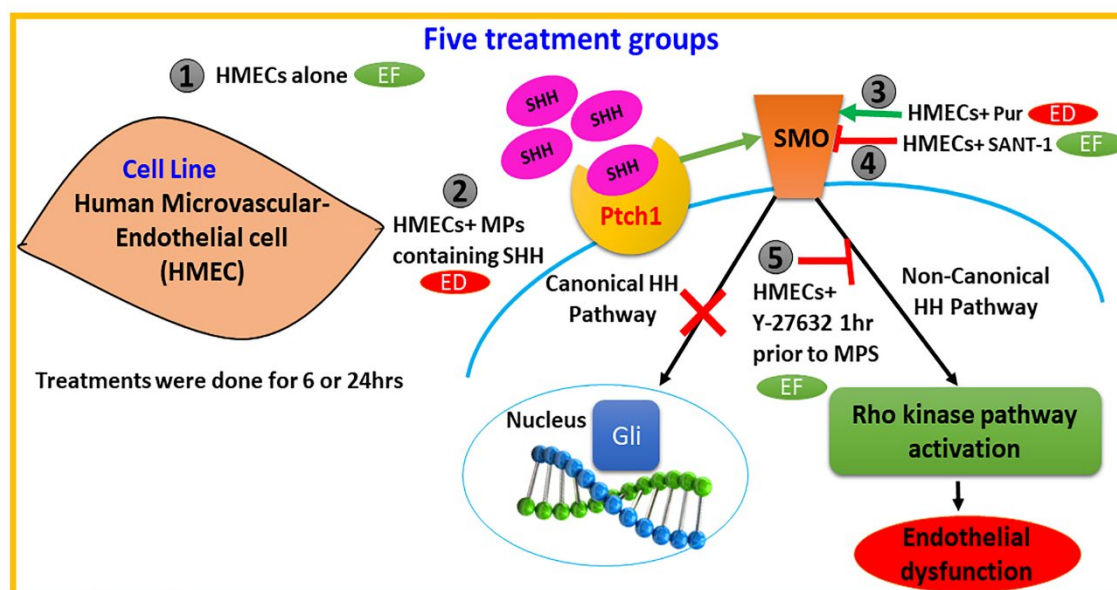 Five treatment groups
1 HMECs alone EF
SHH
SHH
SHH
SHH
Ptch1
SMO
3 HMECs+ Pur ED
HMECs+ SANT-1 EF
4
Cell Line
Human Microvascular-
Endothelial cell
(HMEC)
2
HMECs+ MPs
containing SHH
ED
Canonical HH
Pathway
5
HMECs+
Y-27632 1hr
prior to MPS
EF
Non-Canonical
HH Pathway
Treatments were done for 6 or 24hrs
Nucleus
Gli
Rho kinase pathway
activation
Endothelial
dysfunction